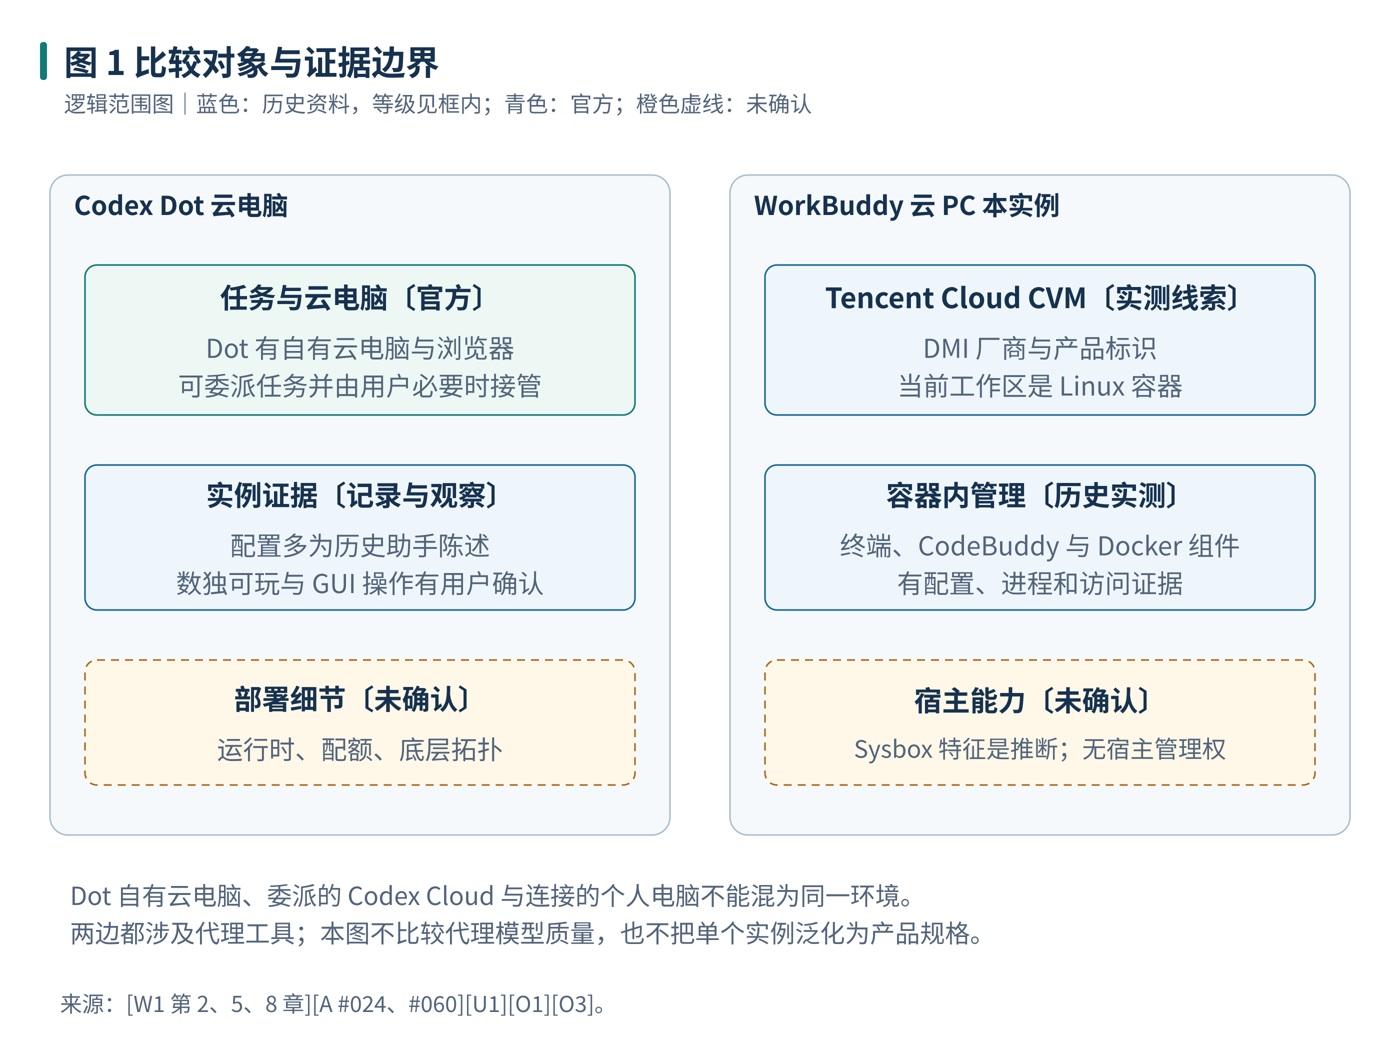 图 1 比较对象与证据边界
逻辑范围图｜蓝色：历史资料，等级见框内；青色：官方；橙色虚线：未确认
Codex Dot 云电脑
任务与云电脑〔官方〕
Dot 有自有云电脑与浏览器
可委派任务并由用户必要时接管
实例证据〔记录与观察〕
配置多为历史助手陈述
数独可玩与 GUI 操作有用户确认
部署细节〔未确认〕
运行时、配额、底层拓扑
WorkBuddy 云 PC 本实例
Tencent Cloud CVM〔实测线索〕
DMI 厂商与产品标识
当前工作区是 Linux 容器
容器内管理〔历史实测〕
终端、CodeBuddy 与 Docker 组件
有配置、进程和访问证据
宿主能力〔未确认〕
Sysbox 特征是推断；无宿主管理权
Dot 自有云电脑、委派的 Codex Cloud 与连接的个人电脑不能混为同一环境。
两边都涉及代理工具；本图不比较代理模型质量，也不把单个实例泛化为产品规格。
来源：[W1 第 2、5、8 章][A #024、#060][U1][O1][O3]。